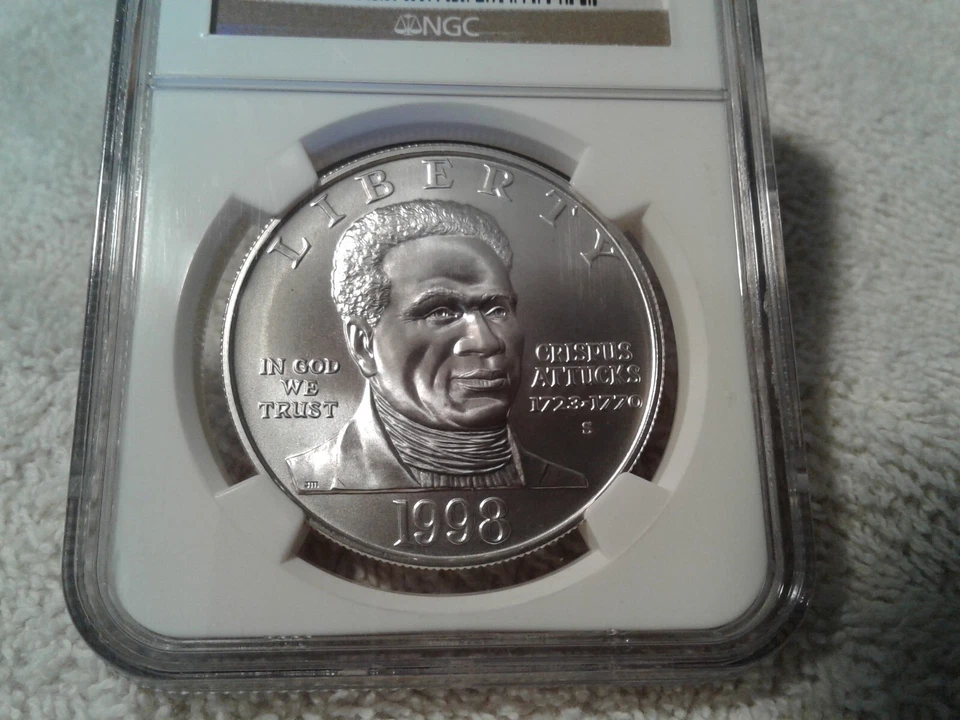 NGC
LIBERTY
IN GOD
WE
TRUST
CRISPUS
ATTUCKS
1723·1770
S
1998